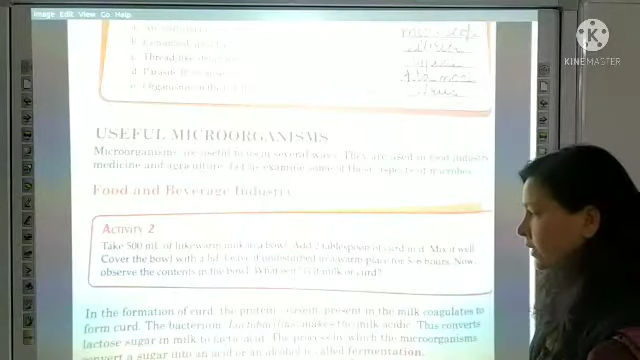 Image Edit View Go Help
KINEMASTER
USEFUL MICROORGANISMS
Microorganisms are useful to us in several ways. They are used in food industry
medicine and agriculture. Let us examine some of these aspects of microbes.
Food and Beverage Industry
ACTIVITY 2
Take 500 mL of lukewarm milk in a bowl. Add 2 tablespoon of curd in it. Mix it well.
Cover the bowl with a lid. Leave it undisturbed in a warm place for 5-6 hours. Now,
observe the contents in the bowl. What is it? Is it milk or curd?
In the formation of curd, the protein casein present in the milk coagulates to
form curd. The bacterium Lactobacillus makes the milk acidic. This converts
lactose sugar in milk to lactic acid. The process by which the microorganisms
convert a sugar into an acid or an alcohol is called fermentation.